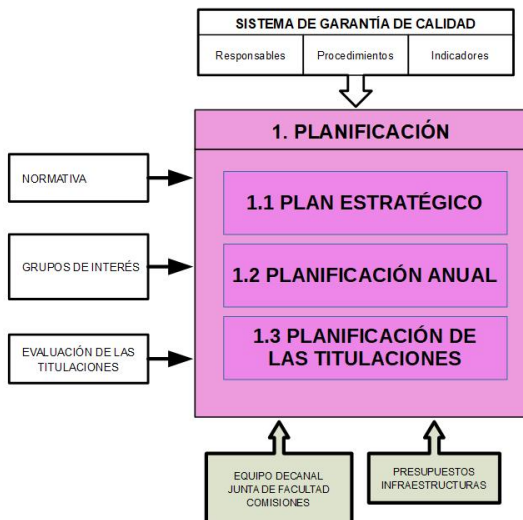 SISTEMA DE GARANTÍA DE CALIDAD
Responsables Procedimientos Indicadores
1. PLANIFICACIÓN
NORMATIVA
1.1 PLAN ESTRATÉGICO
GRUPOS DE INTERÉS
1.2 PLANIFICACIÓN ANUAL
EVALUACIÓN DE LAS
TITULACIONES
1.3 PLANIFICACIÓN DE
LAS TITULACIONES
EQUIPO DECANAL
JUNTA DE FACULTAD
COMISIONES
PRESUPUESTOS
INFRAESTRUCTURAS